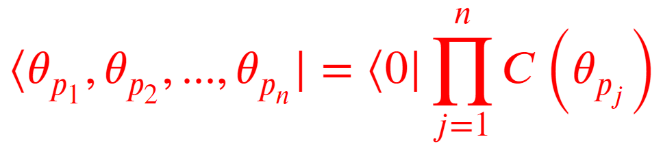 ⟨θ_{p_1}, θ_{p_2}, ..., θ_{p_n}| = ⟨0| ∏_{j=1}^{n} C(θ_{p_j})